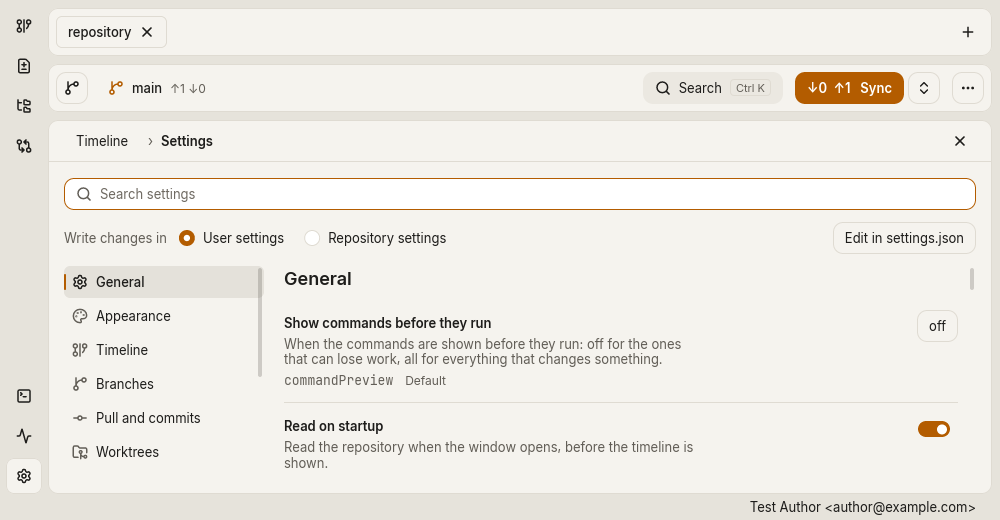 repository
main ↑1 ↓0
Search Ctrl K
↓0 ↑1 Sync
Timeline › Settings
Search settings
Write changes in User settings Repository settings
Edit in settings.json
General
Appearance
Timeline
Branches
Pull and commits
Worktrees
General
Show commands before they run
off
When the commands are shown before they run: off for the ones
that can lose work, all for everything that changes something.
commandPreview Default
Read on startup
Read the repository when the window opens, before the timeline is
shown.
Test Author <author@example.com>